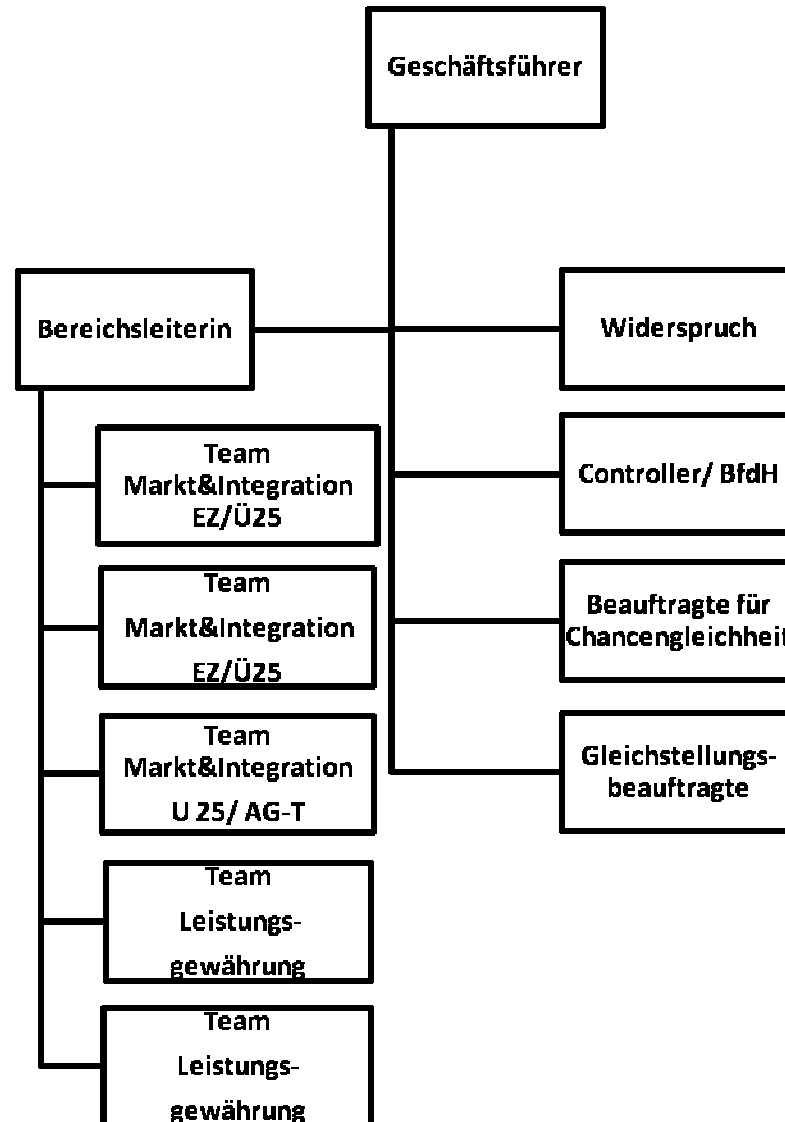 Geschäftsführer
Bereichsleiterin
Widerspruch
Team
Markt&Integration
EZ/Ü25
Controller/ BfdH
Team
Markt&Integration
EZ/Ü25
Beauftragte für
Chancengleichheit
Team
Markt&Integration
U 25/ AG-T
Gleichstellungs-
beauftragte
Team
Leistungs-
gewährung
Team
Leistungs-
gewährung